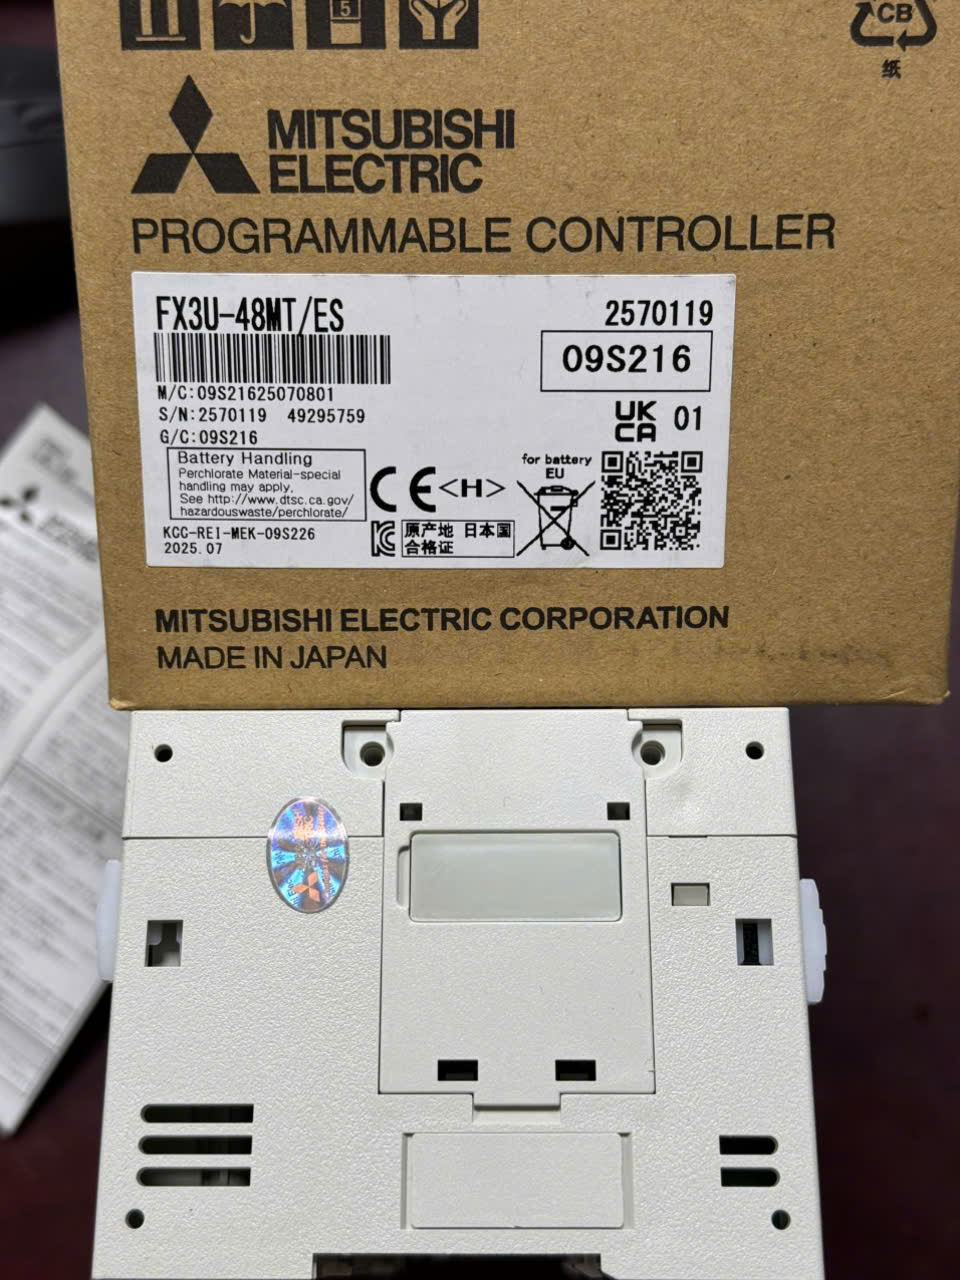 5
CB
纸
MITSUBISHI
ELECTRIC
PROGRAMMABLE CONTROLLER
FX3U-48MT/ES
2570119
09S216
M/C:09S21625070801
S/N:2570119 49295759
G/C:09S216
UK
CA 01
Battery Handling
Perchlorate Material-special
handling may apply,
See http://www.dtsc.ca.gov/
hazardouswaste/perchlorate/
CE <H>
for battery
EU
KCC-REI-MEK-09S226
2025.07
原产地 日本国
合格证
MITSUBISHI ELECTRIC CORPORATION
MADE IN JAPAN